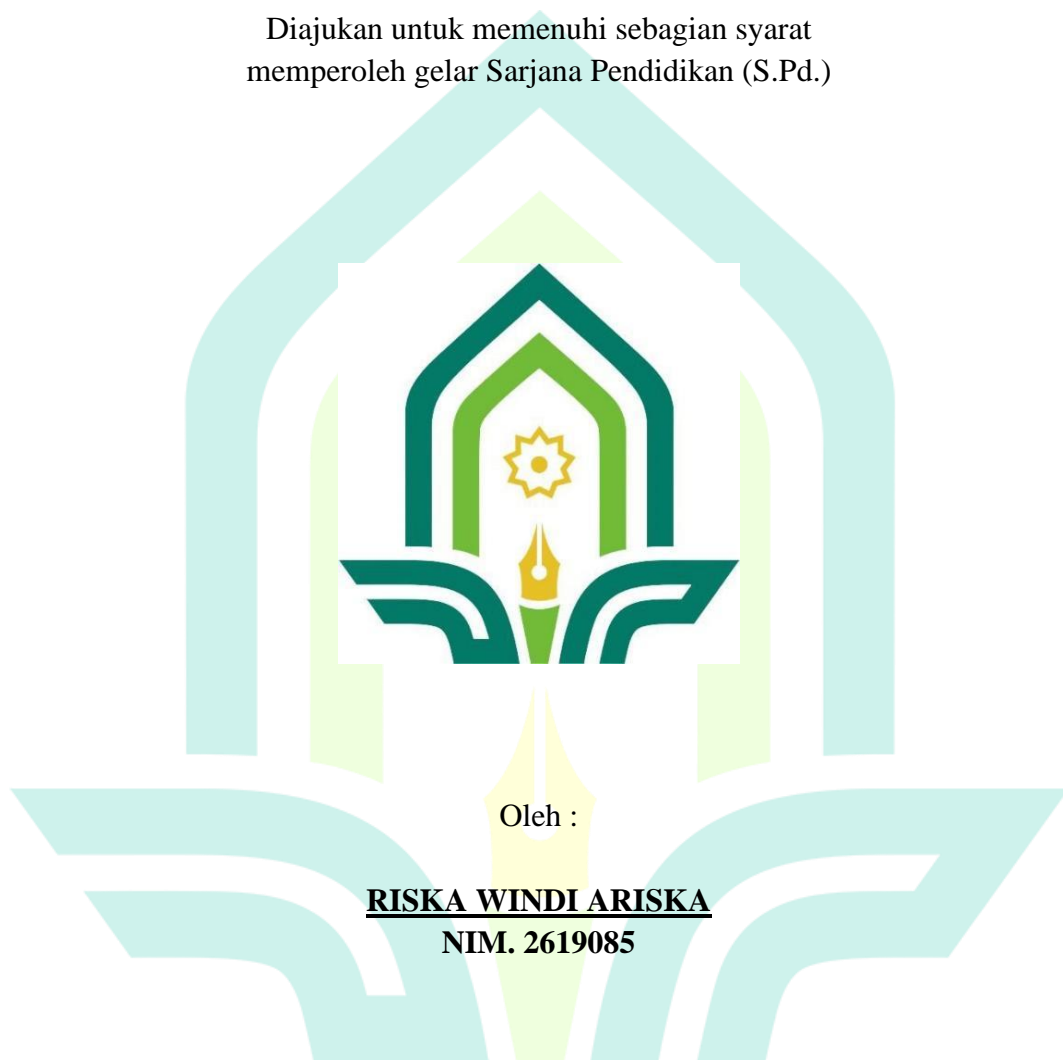 Diajukan untuk memenuhi sebagian syarat
memperoleh gelar Sarjana Pendidikan (S.Pd.)
Oleh :
RISKA WINDI ARISKA
NIM. 2619085